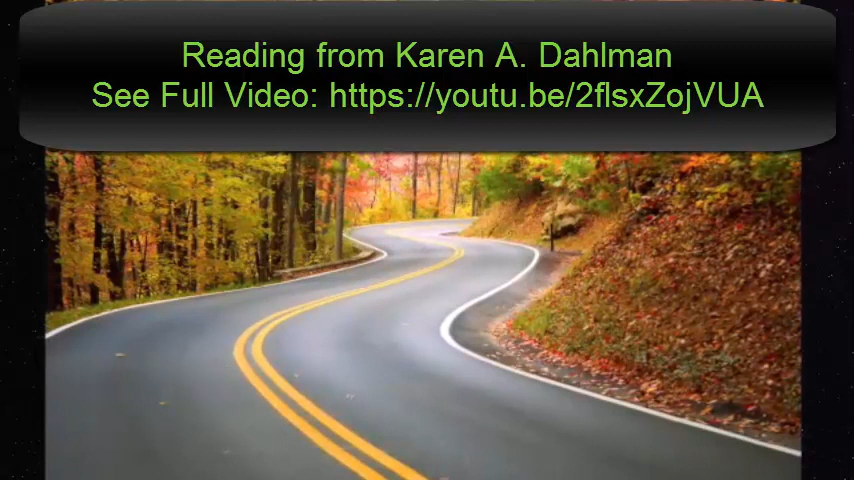 Reading from Karen A. Dahlman
See Full Video: https://youtu.be/2flsxZojVUA